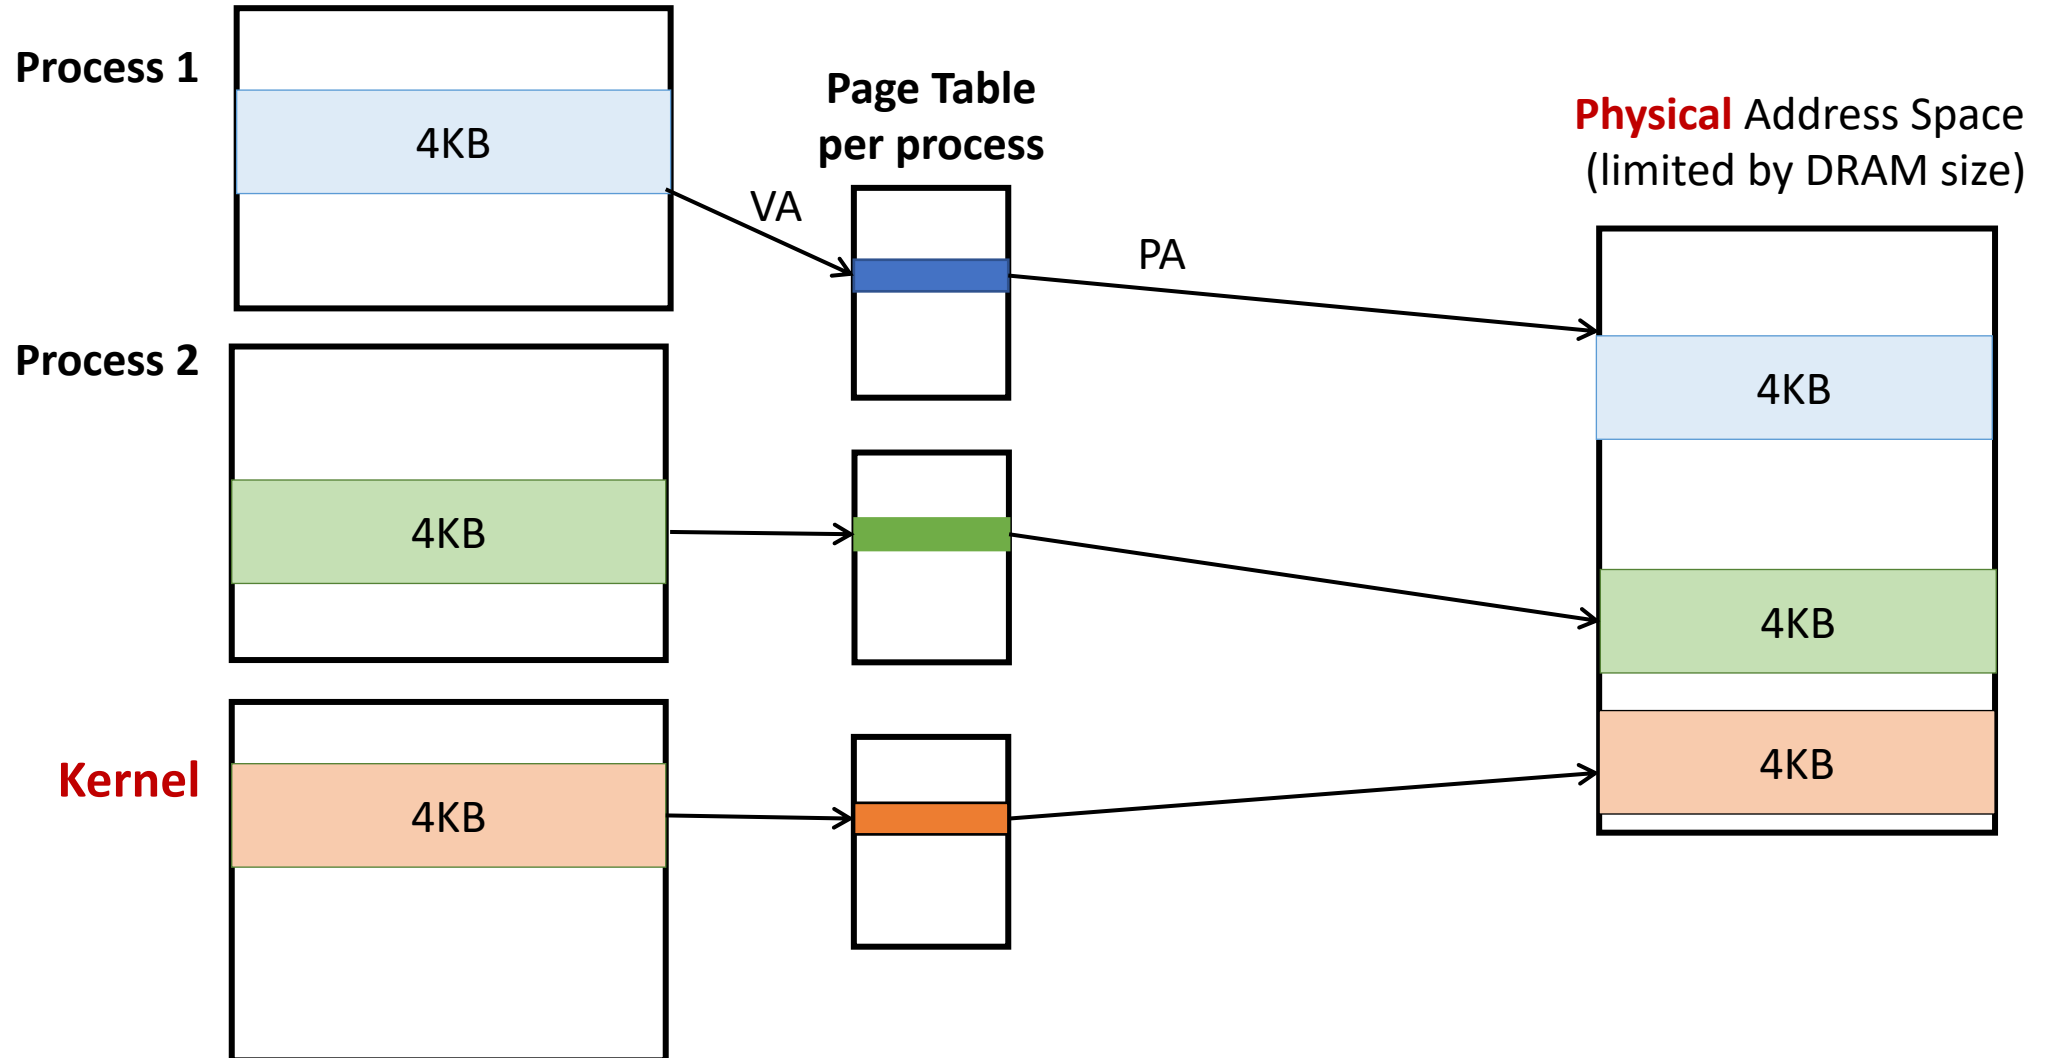 Process 1
4KB
Page Table
per process
VA
PA
Physical Address Space
(limited by DRAM size)
4KB
Process 2
4KB
4KB
Kernel
4KB
4KB